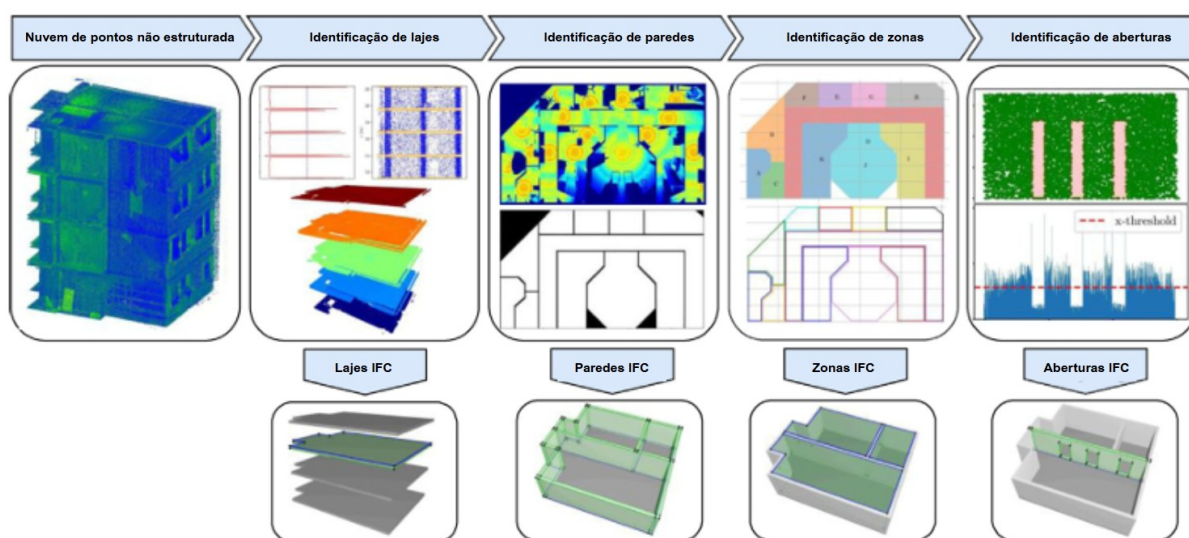 Nuvem de pontos não estruturada
Identificação de lajes
Identificação de paredes
Identificação de zonas
Identificação de aberturas
x-threshold
Lajes IFC
Paredes IFC
Zonas IFC
Aberturas IFC